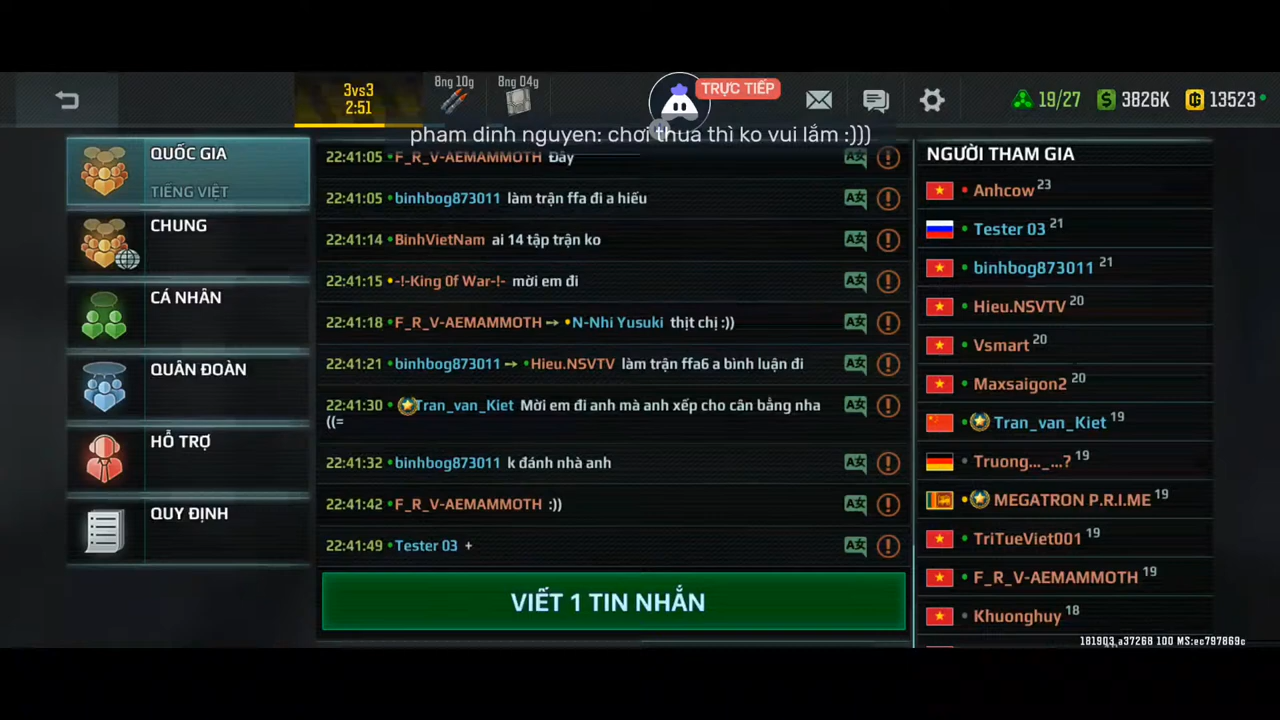 3vs3
2:51
8ng 10g
8ng 04g
TRỰC TIẾP
19/27
3826K
13523
pham dinh nguyen: chơi thua thì ko vui lắm :)))
QUỐC GIA
TIẾNG VIỆT
CHUNG
CÁ NHÂN
QUÂN ĐOÀN
HỖ TRỢ
QUY ĐỊNH
22:41:05 F_R_V-AEMAMMOTH Đây
22:41:05 binhbog873011 làm trận ffa đi a hiếu
22:41:14 BinhVietNam ai 14 tập trận ko
22:41:15 -!-King 0f War-!- mời em đi
22:41:18 F_R_V-AEMAMMOTH → N-Nhi Yusuki thịt chị :))
22:41:21 binhbog873011 → Hieu.NSVTV làm trận ffa6 a bình luận đi
22:41:30 Tran_van_Kiet Mời em đi anh mà anh xếp cho cân bằng nha
((=
22:41:32 binhbog873011 k đánh nhà anh
22:41:42 F_R_V-AEMAMMOTH :))
22:41:49 Tester 03 +
VIẾT 1 TIN NHẮN
NGƯỜI THAM GIA
Anhcow 23
Tester 03 21
binhbog873011 21
Hieu.NSVTV 20
Vsmart 20
Maxsaigon2 20
Tran_van_Kiet 19
Truong..._...? 19
MEGATRON P.R.I.ME 19
TriTueViet001 19
F_R_V-AEMAMMOTH 19
Khuonghuy 18
181903_a37268 100 MS:ec797869c